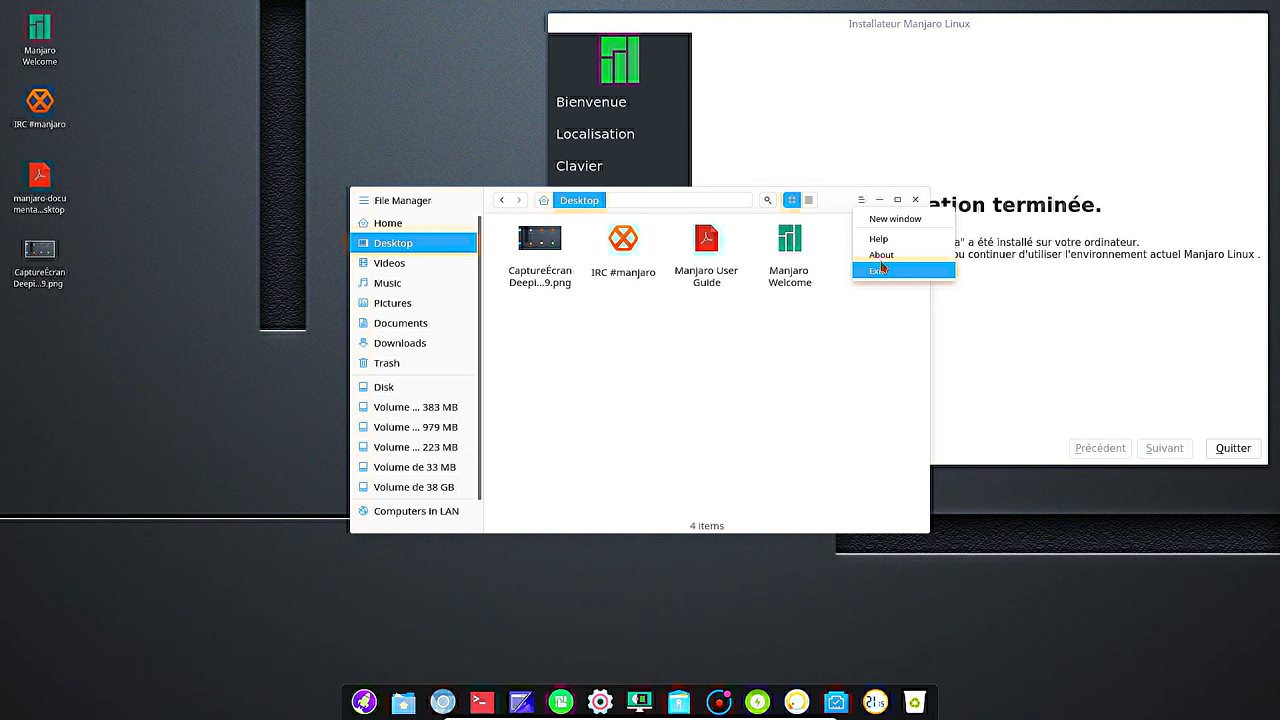 Manjaro
Welcome
IRC #manjaro
manjaro-docu
menta...sktop
CaptureÉcran
Deepi...9.png
Installateur Manjaro Linux
Bienvenue
Localisation
Clavier
ation terminée.
a" a été installé sur votre ordinateur.
ou continuer d'utiliser l'environnement actuel Manjaro Linux .
Précédent
Suivant
Quitter
File Manager
Home
Desktop
Videos
Music
Pictures
Documents
Downloads
Trash
Disk
Volume ... 383 MB
Volume ... 979 MB
Volume ... 223 MB
Volume de 33 MB
Volume de 38 GB
Computers in LAN
Desktop
CaptureÉcran
Deepi...9.png
IRC #manjaro
Manjaro User
Guide
Manjaro
Welcome
4 items
New window
Help
About